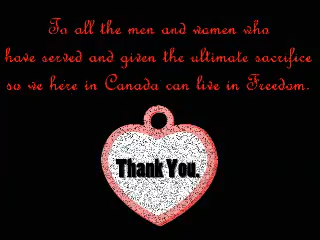 To all the men and women who
have served and given the ultimate sacrifice
so we here in Canada can live in Freedom.
Thank You.